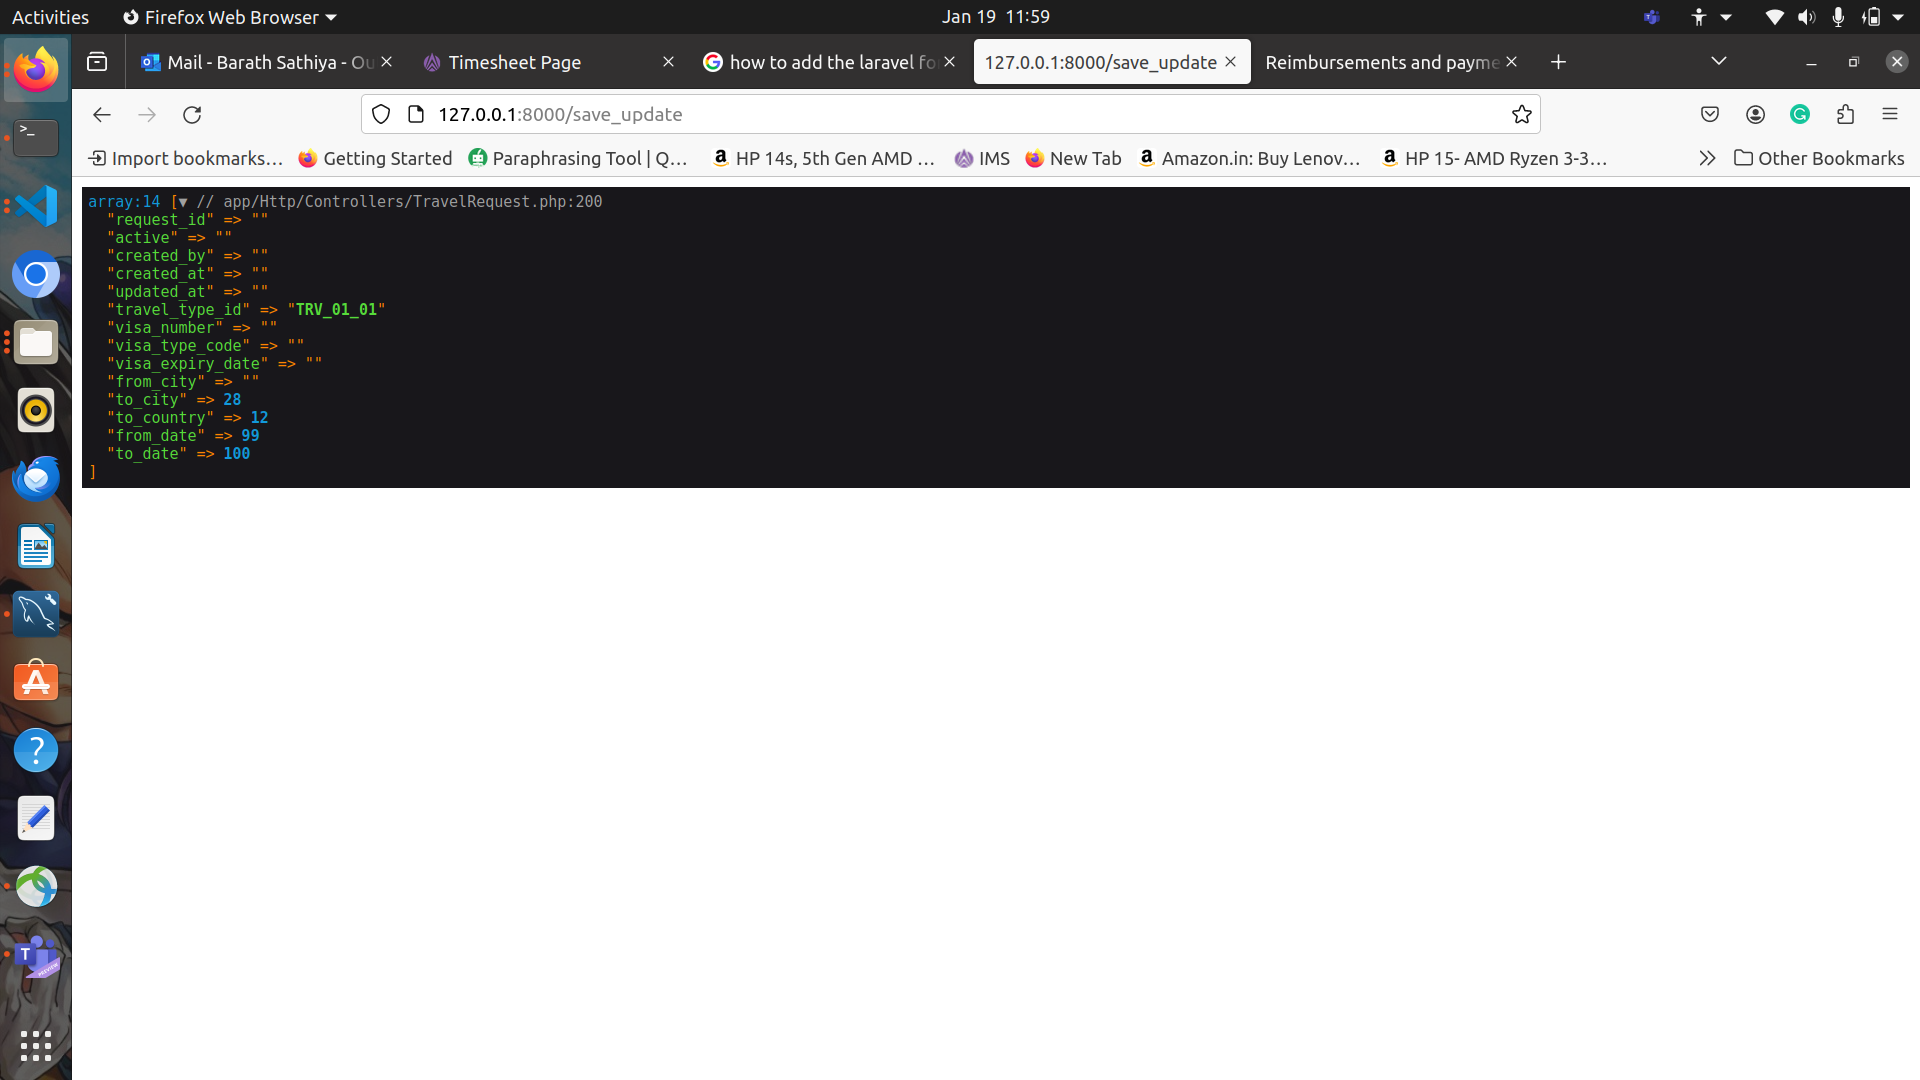 Activities Firefox Web Browser Jan 19 11:59
Mail - Barath Sathiya - Ou Timesheet Page how to add the laravel fo 127.0.0.1:8000/save_update Reimbursements and payme
127.0.0.1:8000/save_update
Import bookmarks... Getting Started Paraphrasing Tool | Q... HP 14s, 5th Gen AMD ... IMS New Tab Amazon.in: Buy Lenov... HP 15- AMD Ryzen 3-3... Other Bookmarks
array:14 [▼ // app/Http/Controllers/TravelRequest.php:200
"request_id" => ""
"active" => ""
"created_by" => ""
"created_at" => ""
"updated_at" => ""
"travel_type_id" => "TRV_01_01"
"visa_number" => ""
"visa_type_code" => ""
"visa_expiry_date" => ""
"from_city" => ""
"to_city" => 28
"to_country" => 12
"from_date" => 99
"to_date" => 100
]